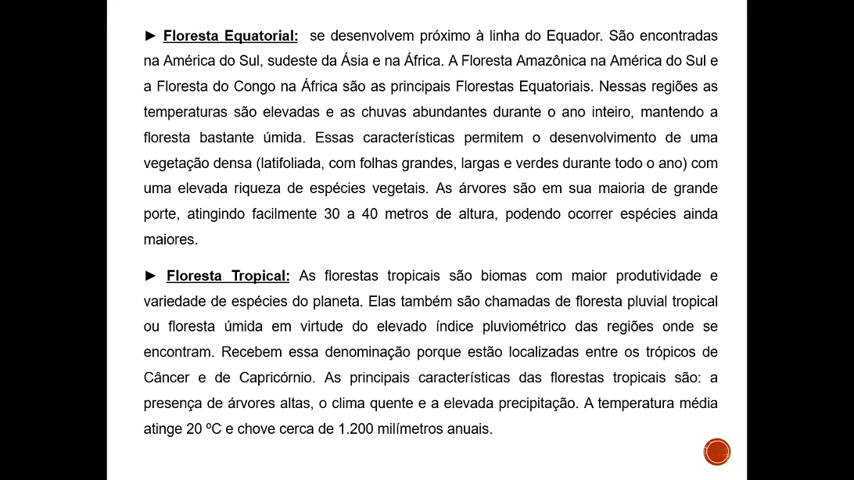 ► Floresta Equatorial: se desenvolvem próximo à linha do Equador. São encontradas
na América do Sul, sudeste da Ásia e na África. A Floresta Amazônica na América do Sul e
a Floresta do Congo na África são as principais Florestas Equatoriais. Nessas regiões as
temperaturas são elevadas e as chuvas abundantes durante o ano inteiro, mantendo a
floresta bastante úmida. Essas características permitem o desenvolvimento de uma
vegetação densa (latifoliada, com folhas grandes, largas e verdes durante todo o ano) com
uma elevada riqueza de espécies vegetais. As árvores são em sua maioria de grande
porte, atingindo facilmente 30 a 40 metros de altura, podendo ocorrer espécies ainda
maiores.
► Floresta Tropical: As florestas tropicais são biomas com maior produtividade e
variedade de espécies do planeta. Elas também são chamadas de floresta pluvial tropical
ou floresta úmida em virtude do elevado índice pluviométrico das regiões onde se
encontram. Recebem essa denominação porque estão localizadas entre os trópicos de
Câncer e de Capricórnio. As principais características das florestas tropicais são: a
presença de árvores altas, o clima quente e a elevada precipitação. A temperatura média
atinge 20 ºC e chove cerca de 1.200 milímetros anuais.